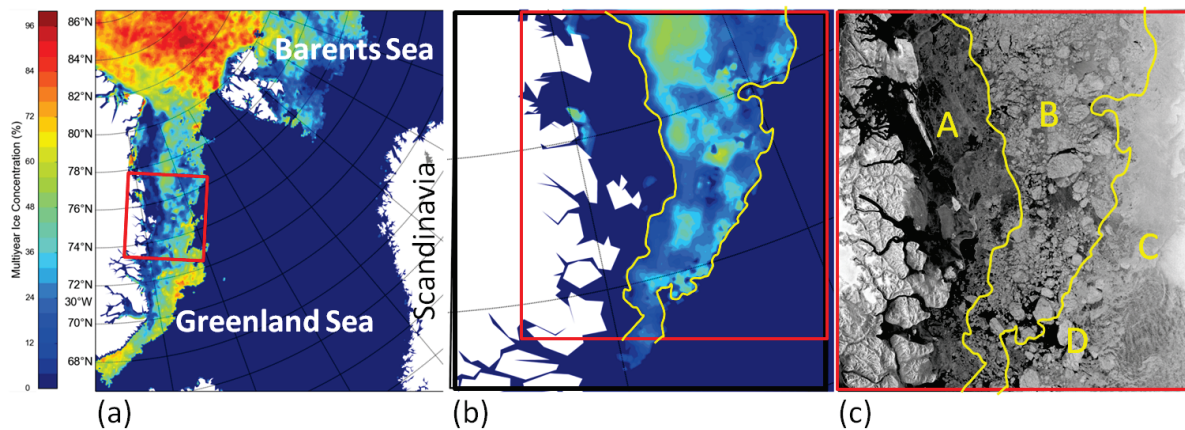 96
84
72
60
48
36
24
12
0
Multiyear Ice Concentration (%)
86°N
84°N
82°N
80°N
78°N
76°N
74°N
72°N
30°W
70°N
68°N
Barents Sea
Greenland Sea
Scandinavia
A
B
C
D
(a)
(b)
(c)